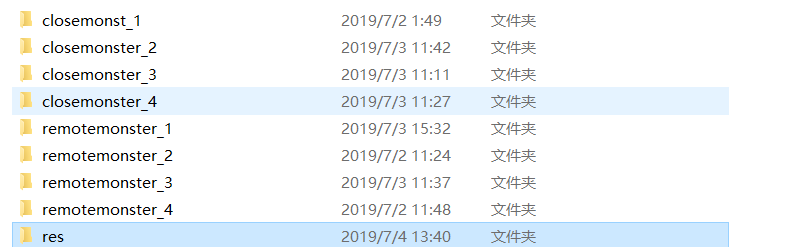 closemonst_1 2019/7/2 1:49 文件夹
closemonster_2 2019/7/3 11:42 文件夹
closemonster_3 2019/7/3 11:11 文件夹
closemonster_4 2019/7/3 11:27 文件夹
remotemonster_1 2019/7/3 15:32 文件夹
remotemonster_2 2019/7/2 11:24 文件夹
remotemonster_3 2019/7/3 11:37 文件夹
remotemonster_4 2019/7/2 11:48 文件夹
res 2019/7/4 13:40 文件夹